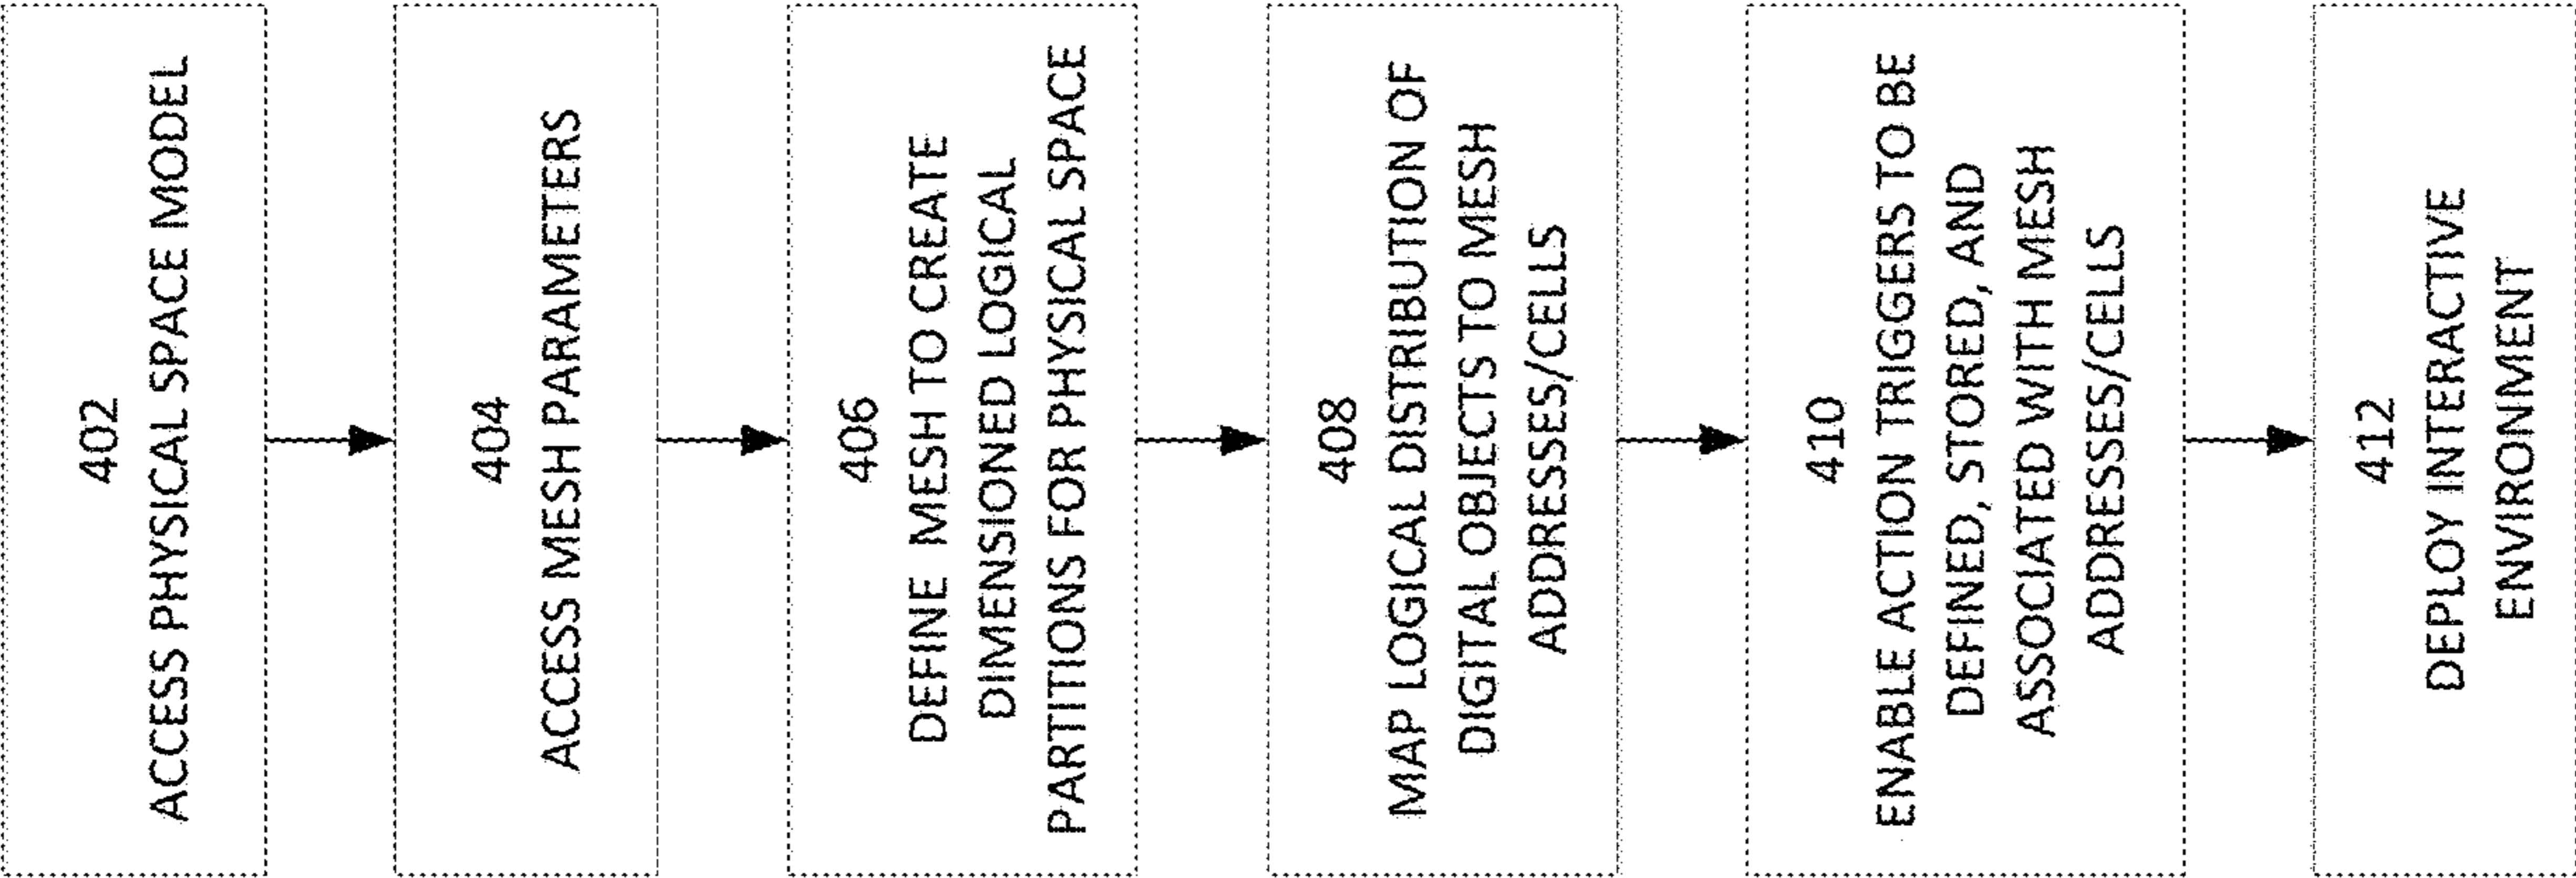 402
ACCESS PHYSICAL SPACE MODEL
404
ACCESS MESH PARAMETERS
406
DEFINE MESH TO CREATE
DIMENSIONED LOGICAL
PARTITIONS FOR PHYSICAL SPACE
408
MAP LOGICAL DISTRIBUTION OF
DIGITAL OBJECTS TO MESH
ADDRESSES/CELLS
410
ENABLE ACTION TRIGGERS TO BE
DEFINED, STORED, AND
ASSOCIATED WITH MESH
ADDRESSES/CELLS
412
DEPLOY INTERACTIVE
ENVIRONMENT